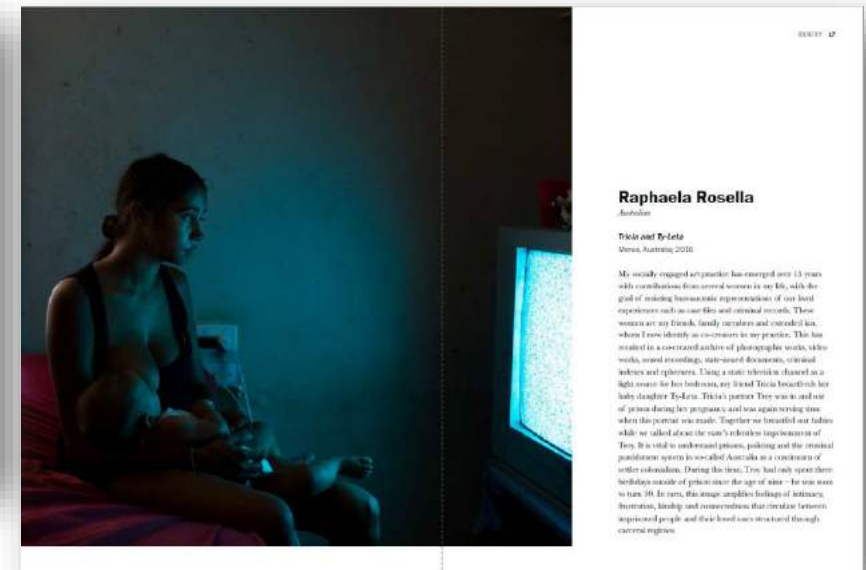 IDENTITY 17
Raphaela Rosella
Australian
Tricia and Ty-Leta
Moree, Australia, 2016
My socially engaged art practice has emerged over 15 years
with contributions from several women in my life, with the
goal of resisting bureaucratic representations of our lived
experiences such as case files and criminal records. These
women are my friends, family members and extended kin,
whom I now identify as co-creators in my practice. This has
resulted in a co-created archive of photographic works, video
works, sound recordings, state-issued documents, criminal
indexes and ephemera. Using a static television channel as a
light source for her bedroom, my friend Tricia breastfeeds her
baby daughter Ty-Leta. Tricia's partner Troy was in and out
of prison during her pregnancy and was again serving time
when this portrait was made. Together we breastfed our babies
while we talked about the state's relentless imprisonment of
Troy. It is vital to understand prisons, policing and the criminal
punishment system in so-called Australia as a continuum of
settler colonialism. During this time, Troy had only spent three
birthdays outside of prison since the age of nine – he was soon
to turn 30. In turn, this image amplifies feelings of intimacy,
frustration, kinship and connectedness that circulate between
imprisoned people and their loved ones structured through
carceral regimes.